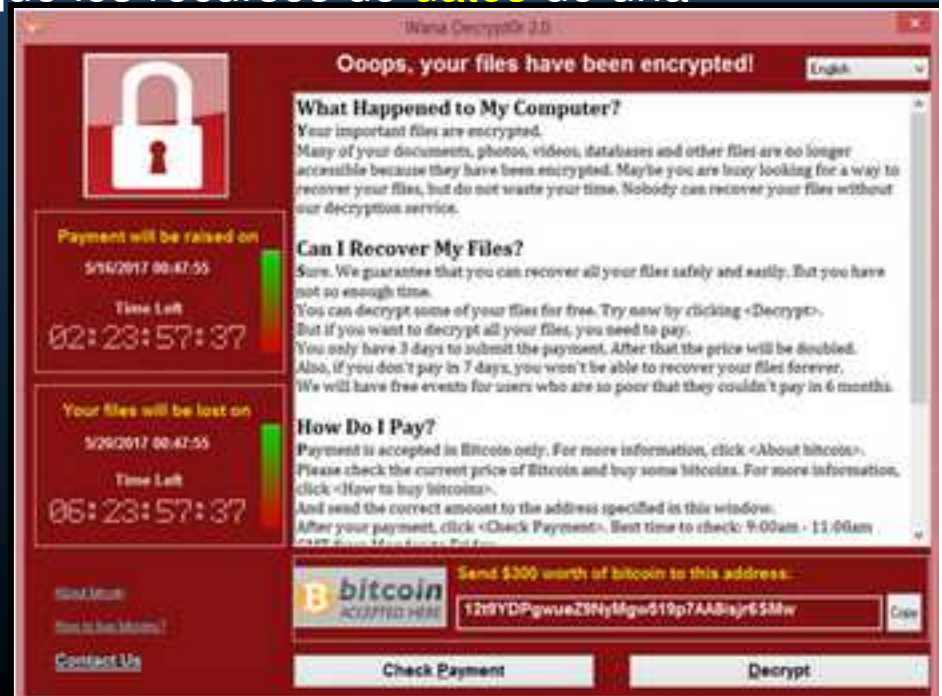 que los recursos de datos de una
Wana Decrypt0r 2.0
Ooops, your files have been encrypted!
English
What Happened to My Computer?
Your important files are encrypted.
Many of your documents, photos, videos, databases and other files are no longer
accessible because they have been encrypted. Maybe you are busy looking for a way to
recover your files, but do not waste your time. Nobody can recover your files without
our decryption service.
Can I Recover My Files?
Sure. We guarantee that you can recover all your files safely and easily. But you have
not so enough time.
You can decrypt some of your files for free. Try now by clicking <Decrypt>.
But if you want to decrypt all your files, you need to pay.
You only have 3 days to submit the payment. After that the price will be doubled.
Also, if you don't pay in 7 days, you won't be able to recover your files forever.
We will have free events for users who are so poor that they couldn't pay in 6 months.
How Do I Pay?
Payment is accepted in Bitcoin only. For more information, click <About bitcoin>.
Please check the current price of Bitcoin and buy some bitcoins. For more information,
click <How to buy bitcoins>.
And send the correct amount to the address specified in this window.
After your payment, click <Check Payment>. Best time to check: 9:00am - 11:00am
GMT from Monday to Friday.
Payment will be raised on
5/16/2017 00:47:55
Time Left
02:23:57:37
Your files will be lost on
5/20/2017 00:47:55
Time Left
06:23:57:37
About bitcoin
How to buy bitcoins?
Contact Us
bitcoin
ACCEPTED HERE
Send $300 worth of bitcoin to this address:
Copy
Check Payment
Decrypt